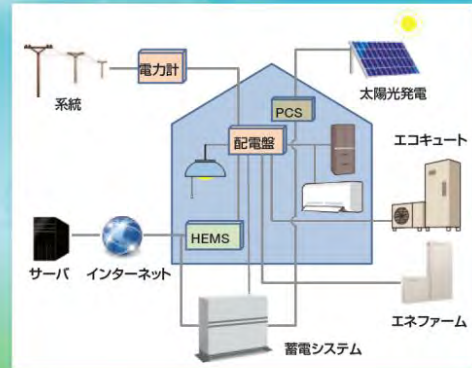 電力計
系統
太陽光発電
PCS
配電盤
エコキュート
HEMS
サーバ
インターネット
エネファーム
蓄電システム